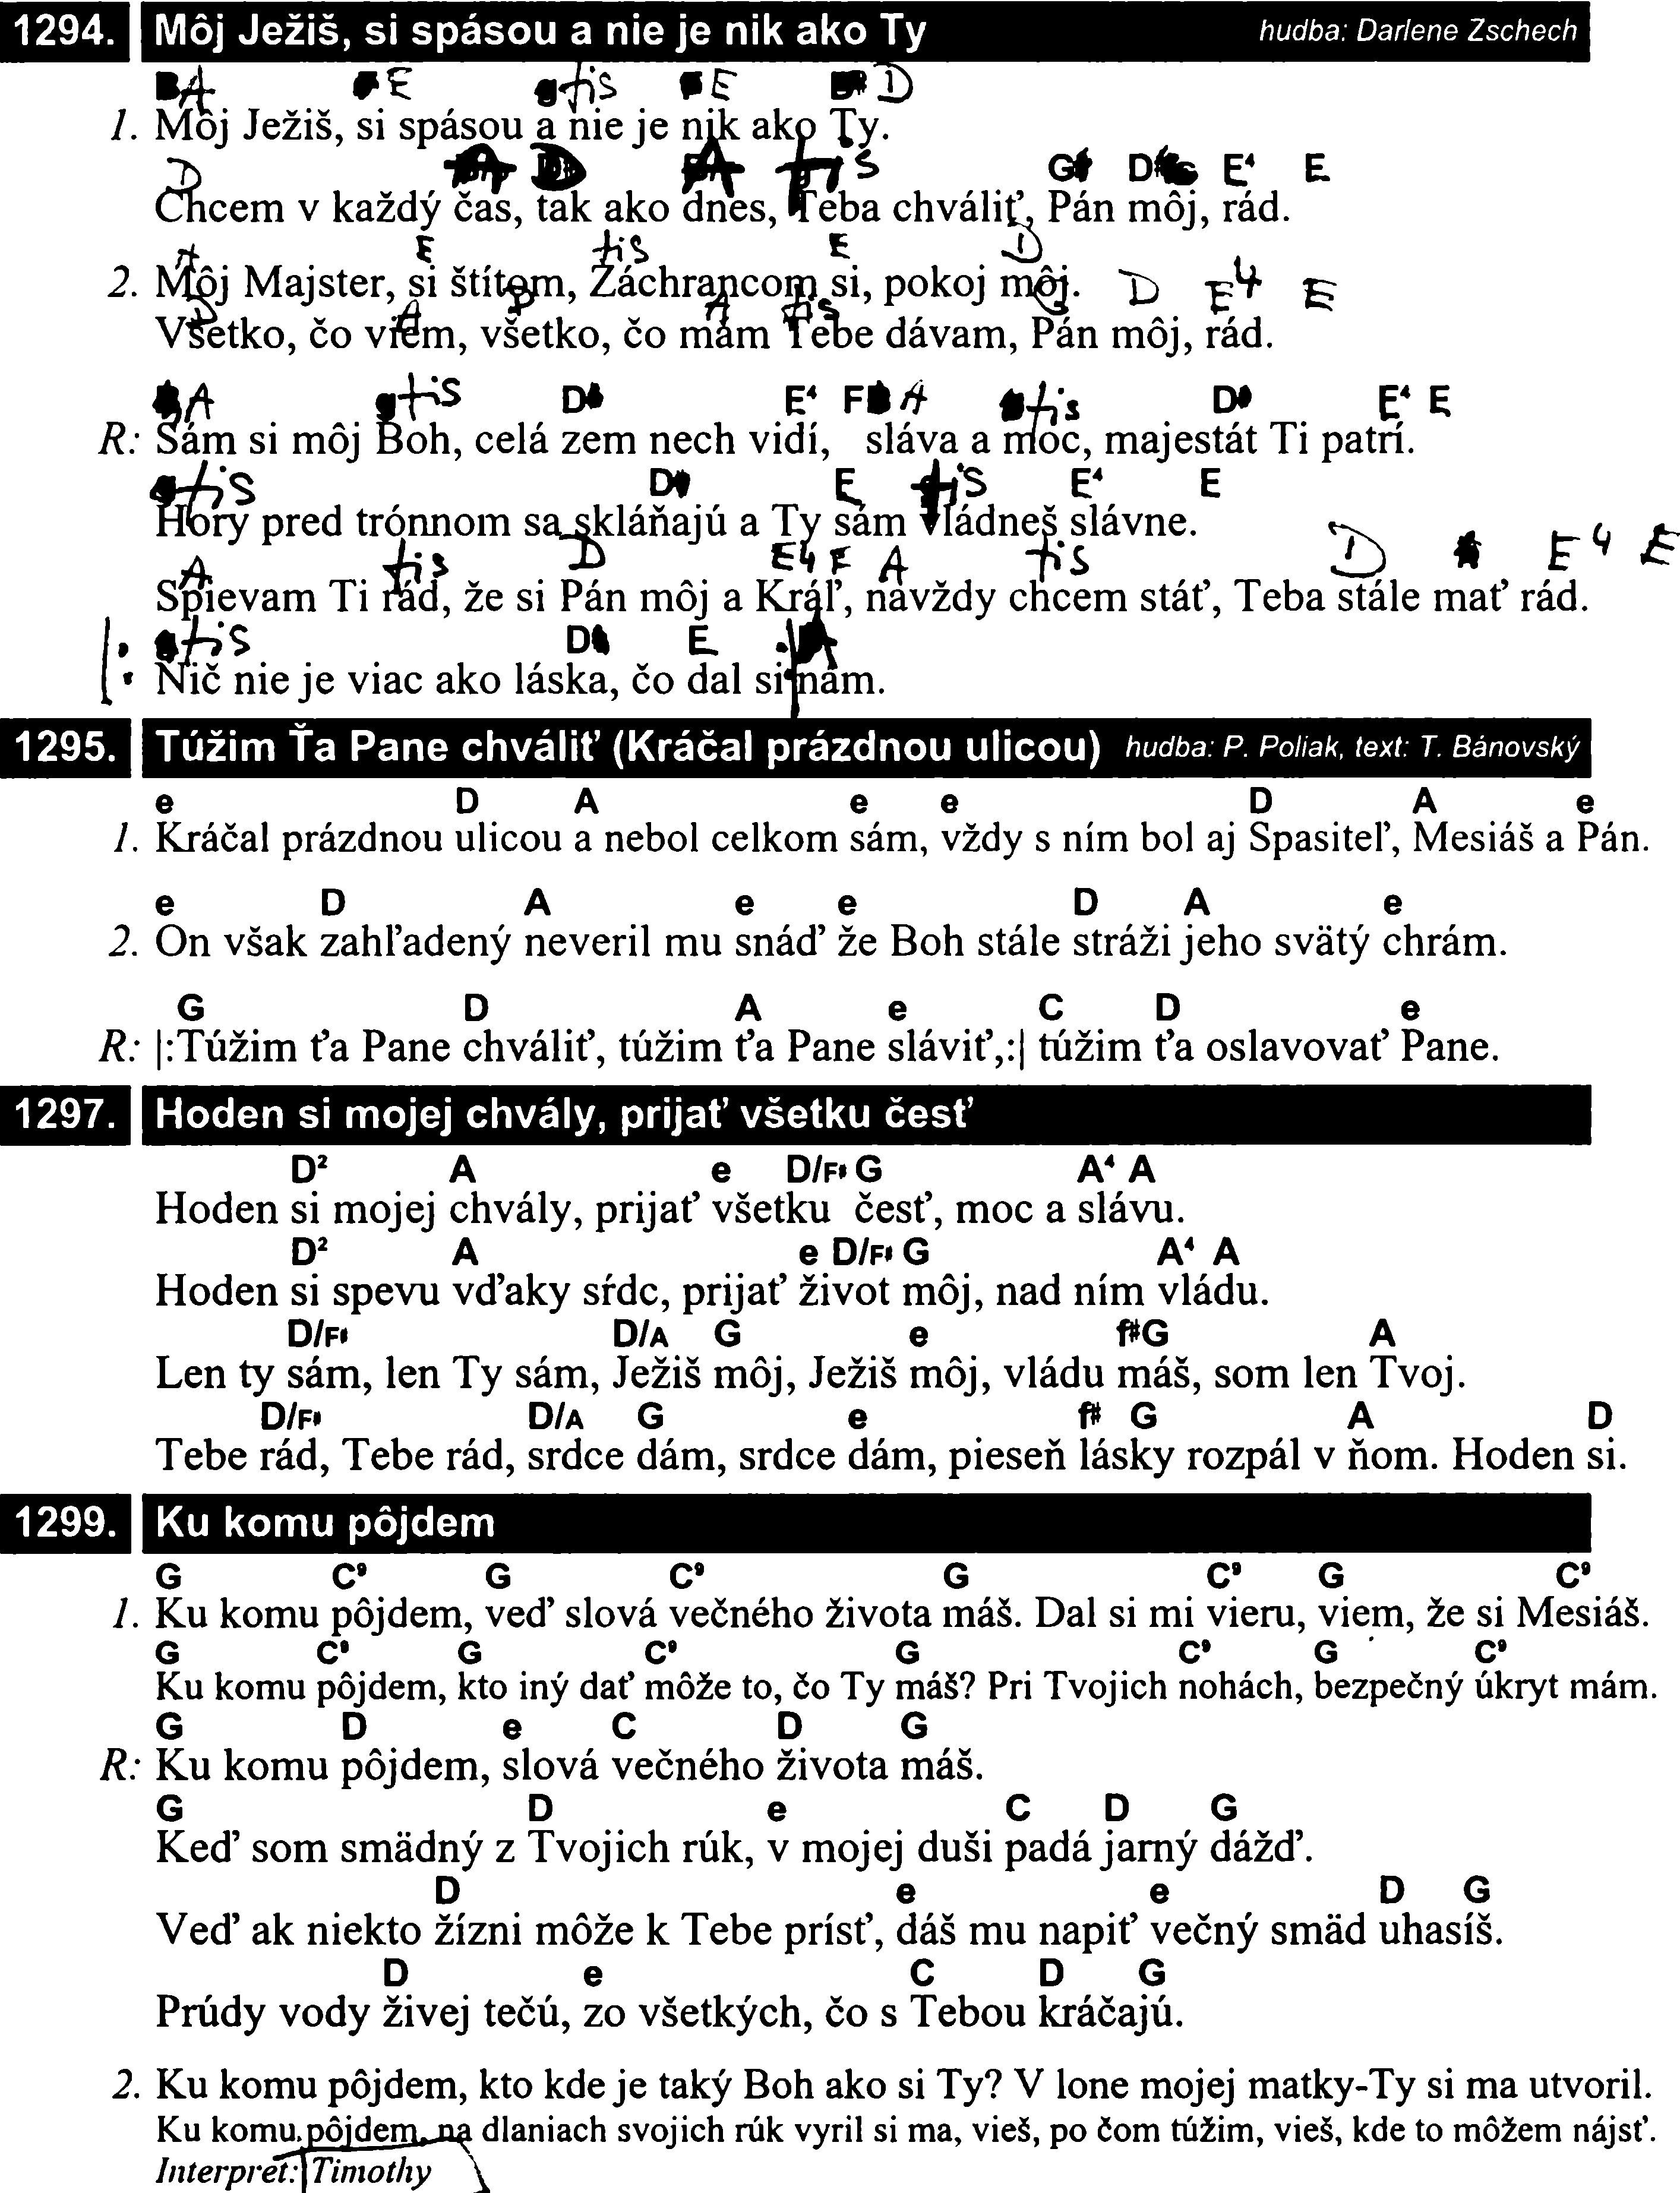 1294. Môj Ježiš, si spásou a nie je nik ako Ty hudba: Darlene Zschech
A E fis E D
1. Môj Ježiš, si spásou a nie je nik ako Ty.
D A D A fis G D E⁴ E
Chcem v každý čas, tak ako dnes, Teba chváliť, Pán môj, rád.
A E fis E D
2. Môj Majster, si štítom, Záchrancom si, pokoj môj.
D A D A fis G D E⁴ E
Všetko, čo viem, všetko, čo mám Tebe dávam, Pán môj, rád.
A fis D E⁴ A fis D E⁴ E
R: Sám si môj Boh, celá zem nech vidí, sláva a moc, majestát Ti patrí.
fis D E fis E⁴ E
Hory pred trónnom sa skláňajú a Ty sám vládneš slávne.
A fis D E4 E A fis D E4 E
Spievam Ti rád, že si Pán môj a Kráľ, navždy chcem stáť, Teba stále mať rád.
fis D E A
|: Nič nie je viac ako láska, čo dal si :| nám.
1295. Túžim Ťa Pane chváliť (Kráčal prázdnou ulicou) hudba: P. Poliak, text: T. Bánovský
e D A e e D A e
1. Kráčal prázdnou ulicou a nebol celkom sám, vždy s ním bol aj Spasiteľ, Mesiáš a Pán.
e D A e e D A e
2. On však zahľadený neveril mu snáď že Boh stále stráži jeho svätý chrám.
G D A e C D e
R: |:Túžim ťa Pane chváliť, túžim ťa Pane sláviť,:| túžim ťa oslavovať Pane.
1297. Hoden si mojej chvály, prijať všetku česť
D² A e D/F# G A⁴ A
Hoden si mojej chvály, prijať všetku česť, moc a slávu.
D² A e D/F# G A⁴ A
Hoden si spevu vďaky sŕdc, prijať život môj, nad ním vládu.
D/F# D/A G e f#G A
Len ty sám, len Ty sám, Ježiš môj, Ježiš môj, vládu máš, som len Tvoj.
D/F# D/A G e f# G A D
Tebe rád, Tebe rád, srdce dám, srdce dám, pieseň lásky rozpál v ňom. Hoden si.
1299. Ku komu pôjdem
G C⁹ G C⁹ G C⁹ G C⁹
1. Ku komu pôjdem, veď slová večného života máš. Dal si mi vieru, viem, že si Mesiáš.
G C⁹ G C⁹ G C⁹ G C⁹
Ku komu pôjdem, kto iný dať môže to, čo Ty máš? Pri Tvojich nohách, bezpečný úkryt mám.
G D e C D G
R: Ku komu pôjdem, slová večného života máš.
G D e C D G
Keď som smädný z Tvojich rúk, v mojej duši padá jarný dážď.
D e e D G
Veď ak niekto žízni môže k Tebe prísť, dáš mu napiť večný smäd uhasíš.
D e C D G
Prúdy vody živej tečú, zo všetkých, čo s Tebou kráčajú.
2. Ku komu pôjdem, kto kde je taký Boh ako si Ty? V lone mojej matky-Ty si ma utvoril.
Ku komu pôjdem, na dlaniach svojich rúk vyril si ma, vieš, po čom túžim, vieš, kde to môžem nájsť.
Interpret: Timothy